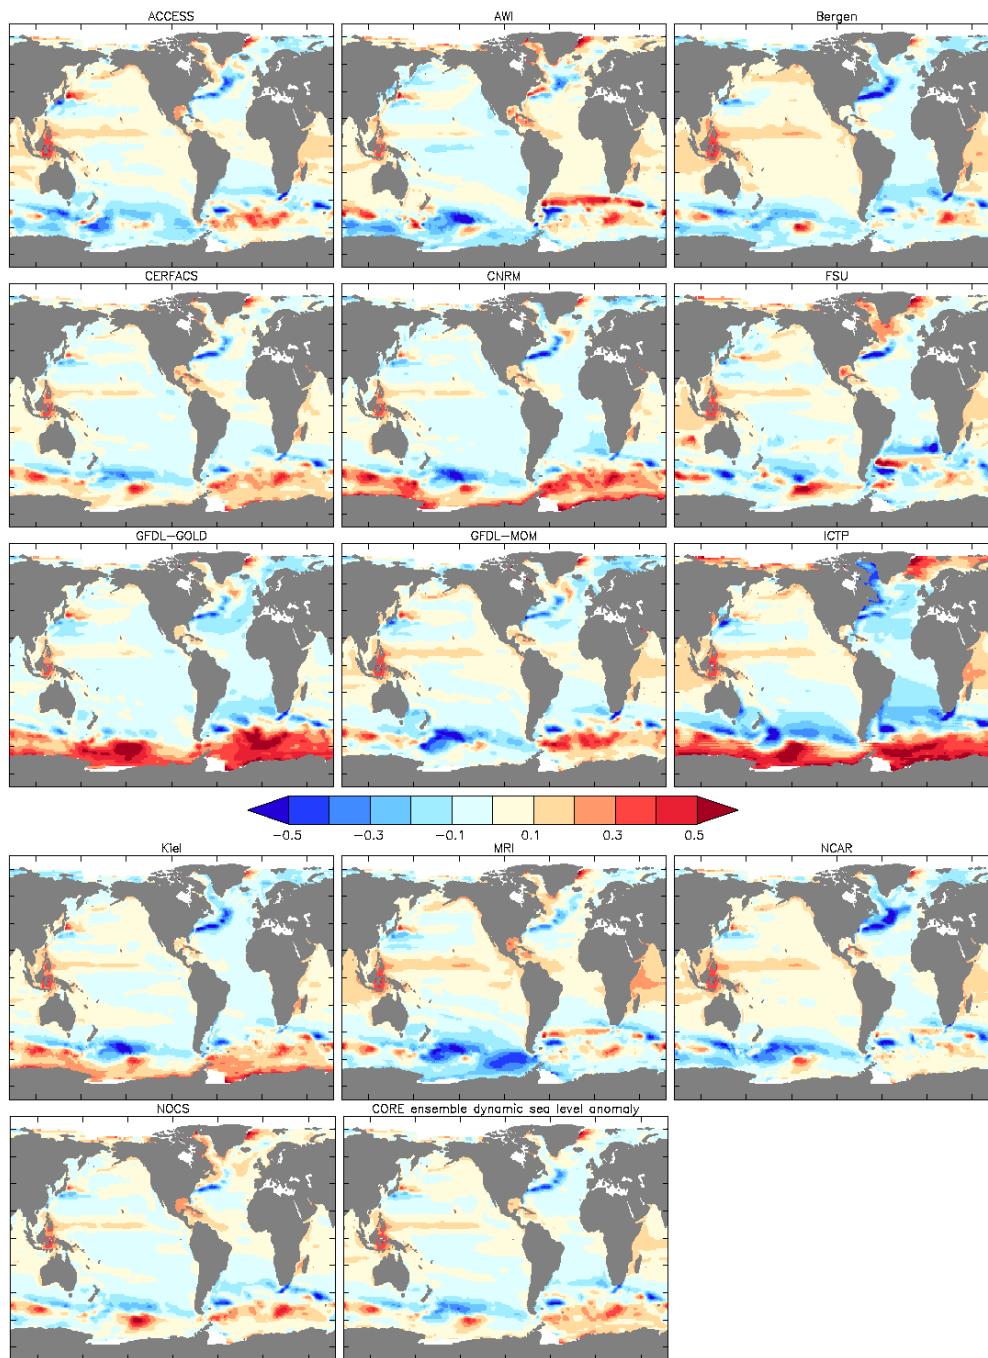 ACCESS AWI Bergen
CERFACS CNRM FSU
GFDL-GOLD GFDL-MOM ICTP
-0.5 -0.3 -0.1 0.1 0.3 0.5
Kiel MRI NCAR
NOCS CORE ensemble dynamic sea level anomaly